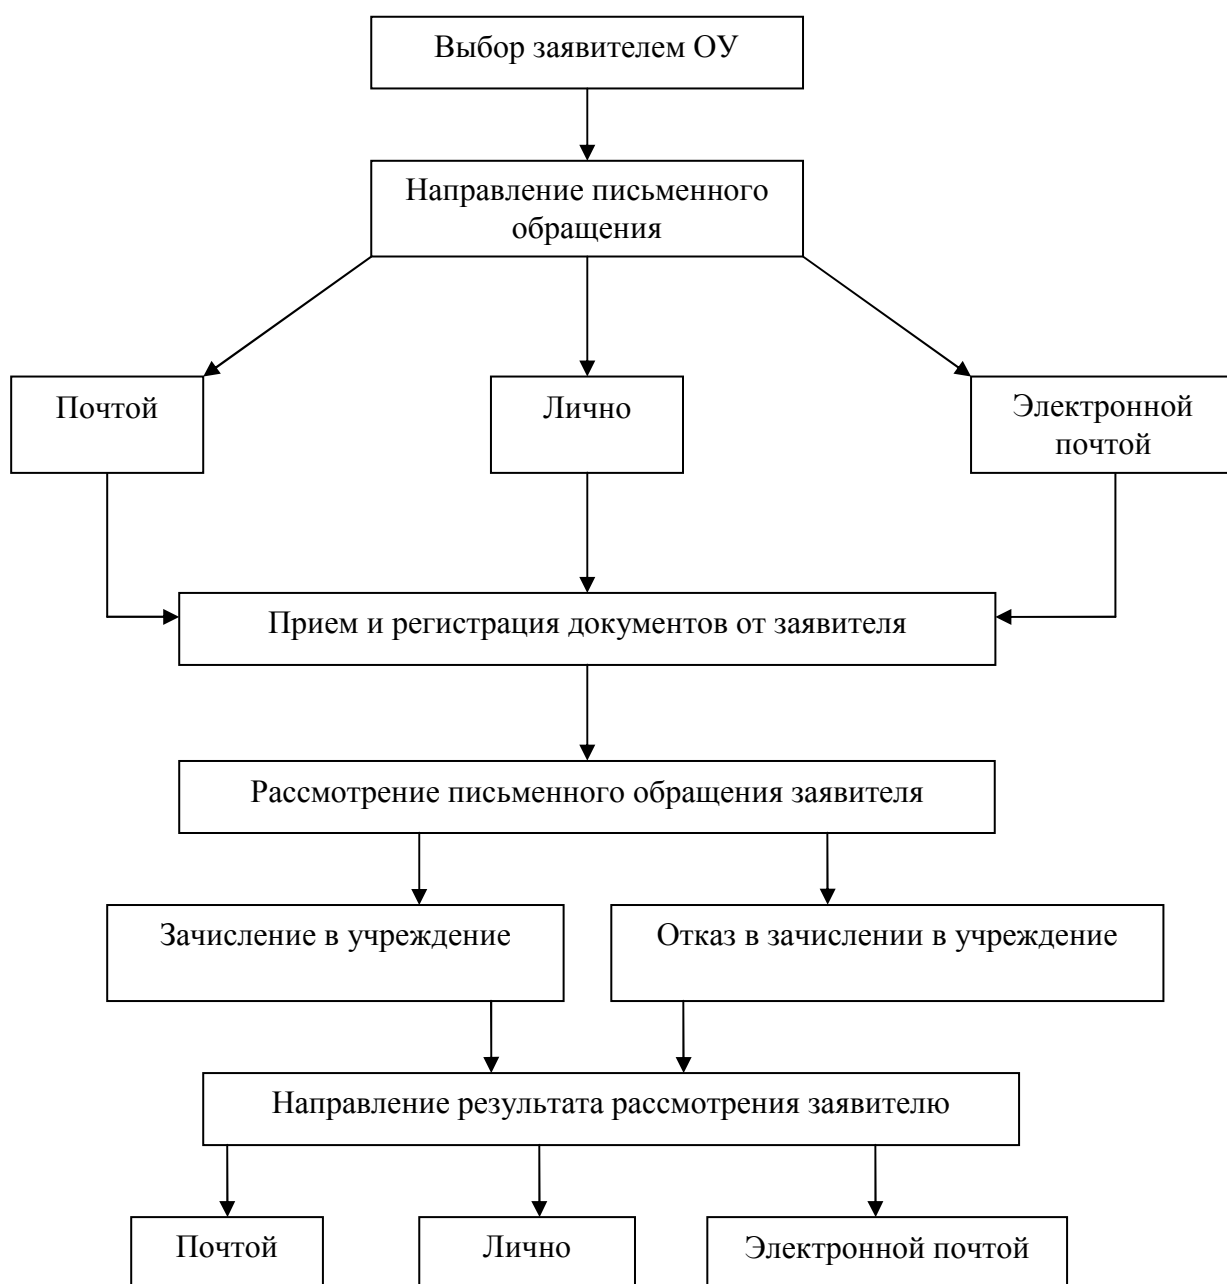 Выбор заявителем ОУ
Направление письменного
обращения
Почтой
Лично
Электронной
почтой
Прием и регистрация документов от заявителя
Рассмотрение письменного обращения заявителя
Зачисление в учреждение
Отказ в зачислении в учреждение
Направление результата рассмотрения заявителю
Почтой
Лично
Электронной почтой